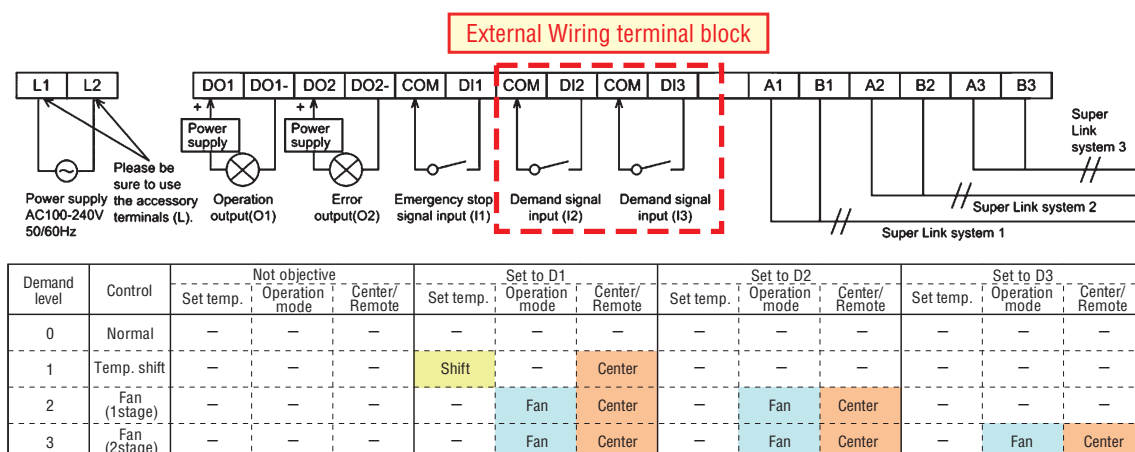 External Wiring terminal block
L1 L2 DO1 DO1- DO2 DO2- COM DI1 COM DI2 COM DI3 A1 B1 A2 B2 A3 B3
+ +
Power supply
Power supply
Power supply
AC100-240V
50/60Hz
Please be
sure to use
the accessory
terminals (L).
Operation
output(O1)
Error
output(O2)
Emergency stop
signal input (I1)
Demand signal
input (I2)
Demand signal
input (I3)
Super
Link
system 3
Super Link system 2
Super Link system 1
Demand level Control Not objective Set to D1 Set to D2 Set to D3
Set temp. Operation mode Center/Remote Set temp. Operation mode Center/Remote Set temp. Operation mode Center/Remote Set temp. Operation mode Center/Remote
0 Normal – – – – – – – – – – – –
1 Temp. shift – – – Shift – Center – – – – – –
2 Fan (1stage) – – – – Fan Center – Fan Center – – –
3 Fan (2stage) – – – – Fan Center – Fan Center – Fan Center